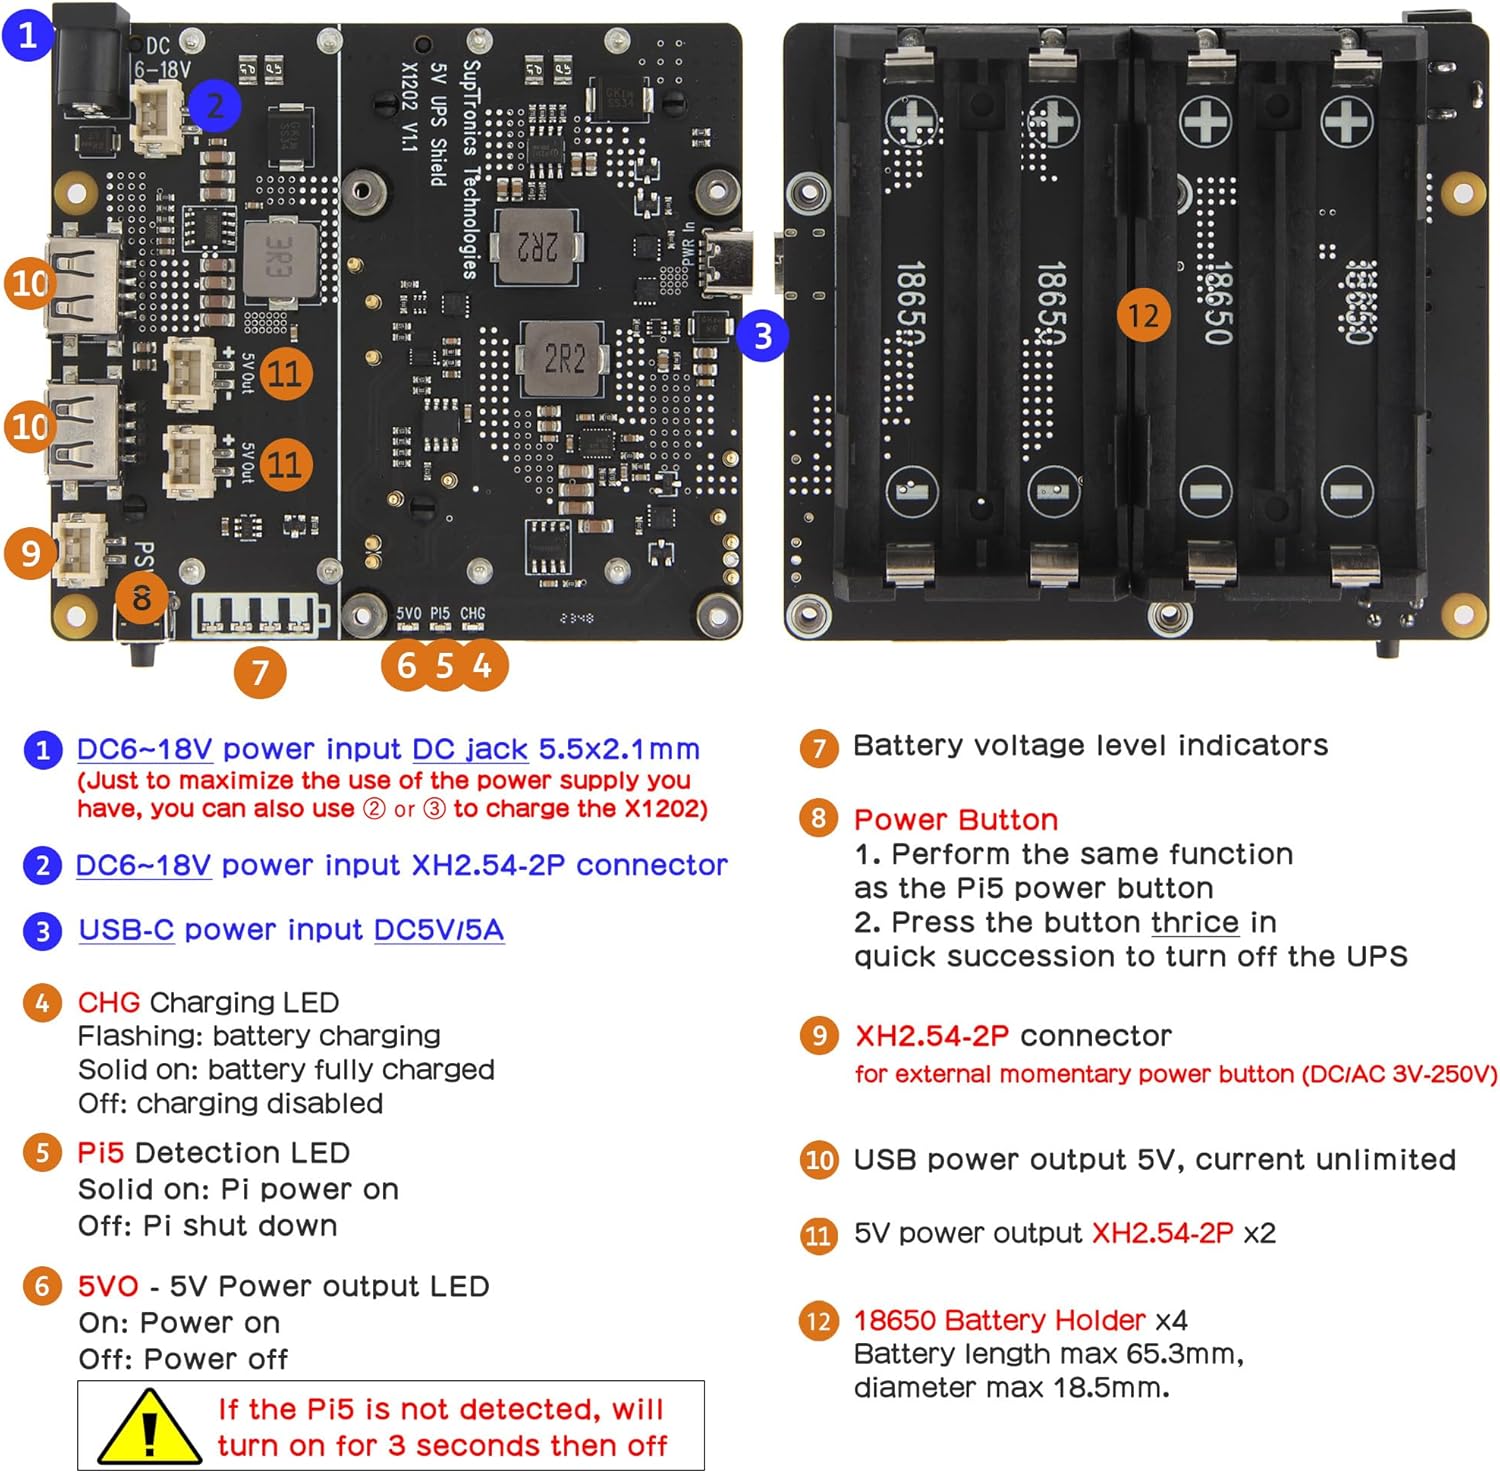 1
DC
6-18V
2
SupTronics Technologies
5V UPS Shield
X1202 V1.1
GKIM
SS34
GKIM
SS34
3R3
2R2
2R2
PWR In
3
10
10
+ 5V Out -
11
+ 5V Out -
11
9
8
7
5VO PI5 CHG
2348
6 5 4
18650
18650
18650
18650
12
1 DC6~18V power input DC jack 5.5x2.1mm
(Just to maximize the use of the power supply you
have, you can also use ② or ③ to charge the X1202)
2 DC6~18V power input XH2.54-2P connector
3 USB-C power input DC5V/5A
4 CHG Charging LED
Flashing: battery charging
Solid on: battery fully charged
Off: charging disabled
5 Pi5 Detection LED
Solid on: Pi power on
Off: Pi shut down
6 5VO - 5V Power output LED
On: Power on
Off: Power off
If the Pi5 is not detected, will
turn on for 3 seconds then off
7 Battery voltage level indicators
8 Power Button
1. Perform the same function
as the Pi5 power button
2. Press the button thrice in
quick succession to turn off the UPS
9 XH2.54-2P connector
for external momentary power button (DC/AC 3V-250V)
10 USB power output 5V, current unlimited
11 5V power output XH2.54-2P x2
12 18650 Battery Holder x4
Battery length max 65.3mm,
diameter max 18.5mm.